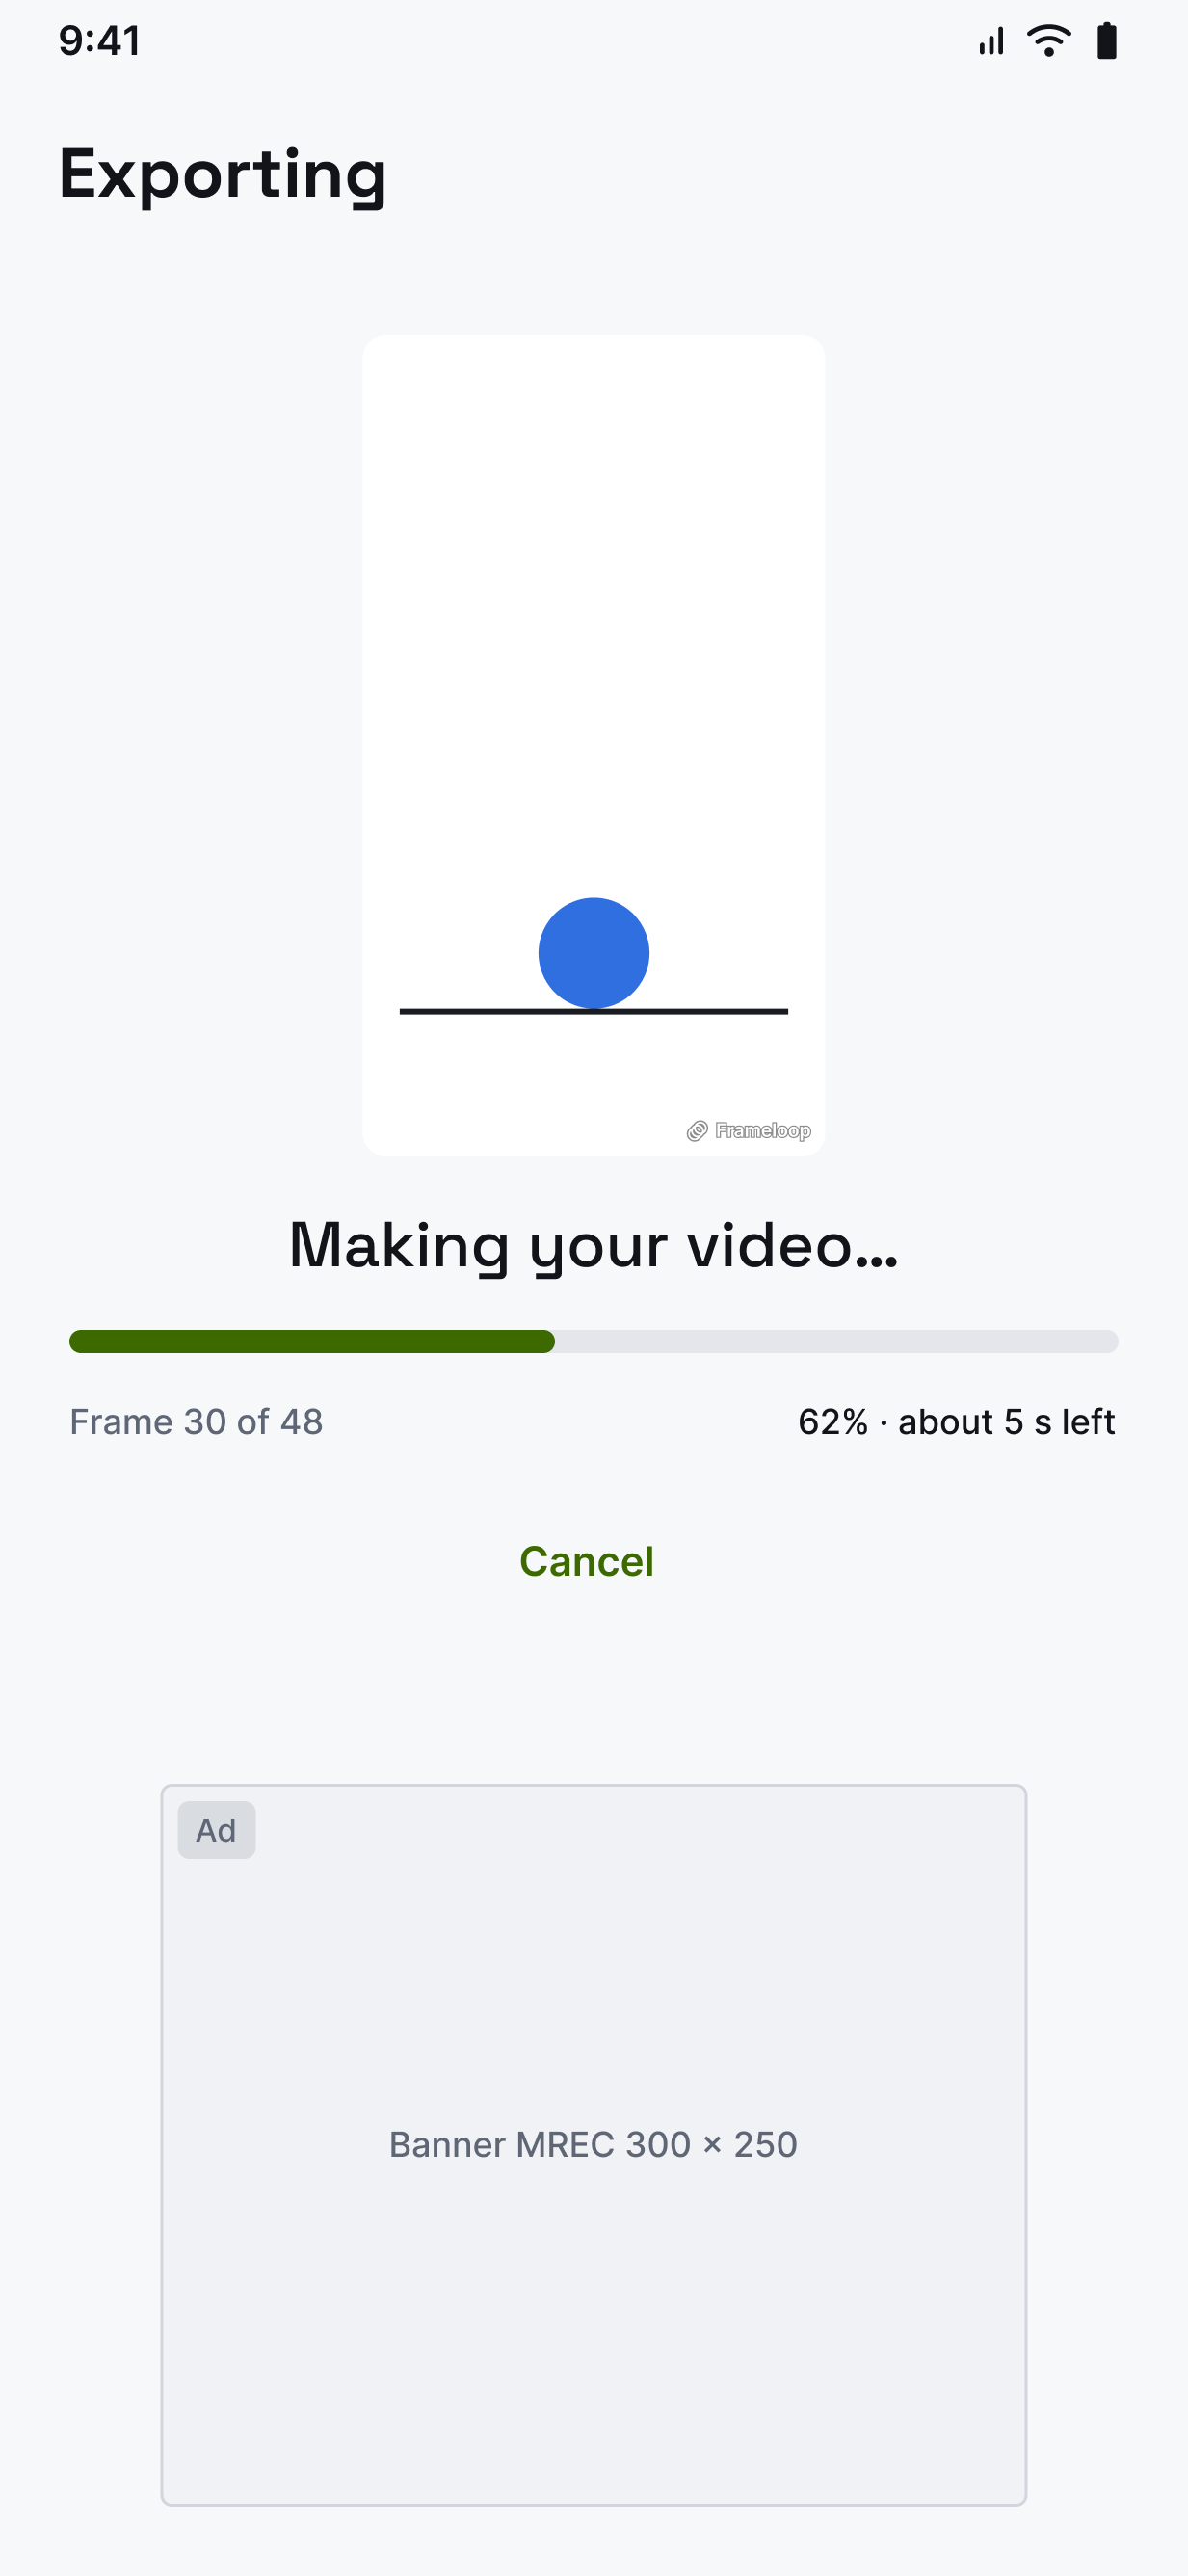 9:41
Exporting
Frameloop
Making your video...
Frame 30 of 48
62% · about 5 s left
Cancel
Ad
Banner MREC 300 × 250